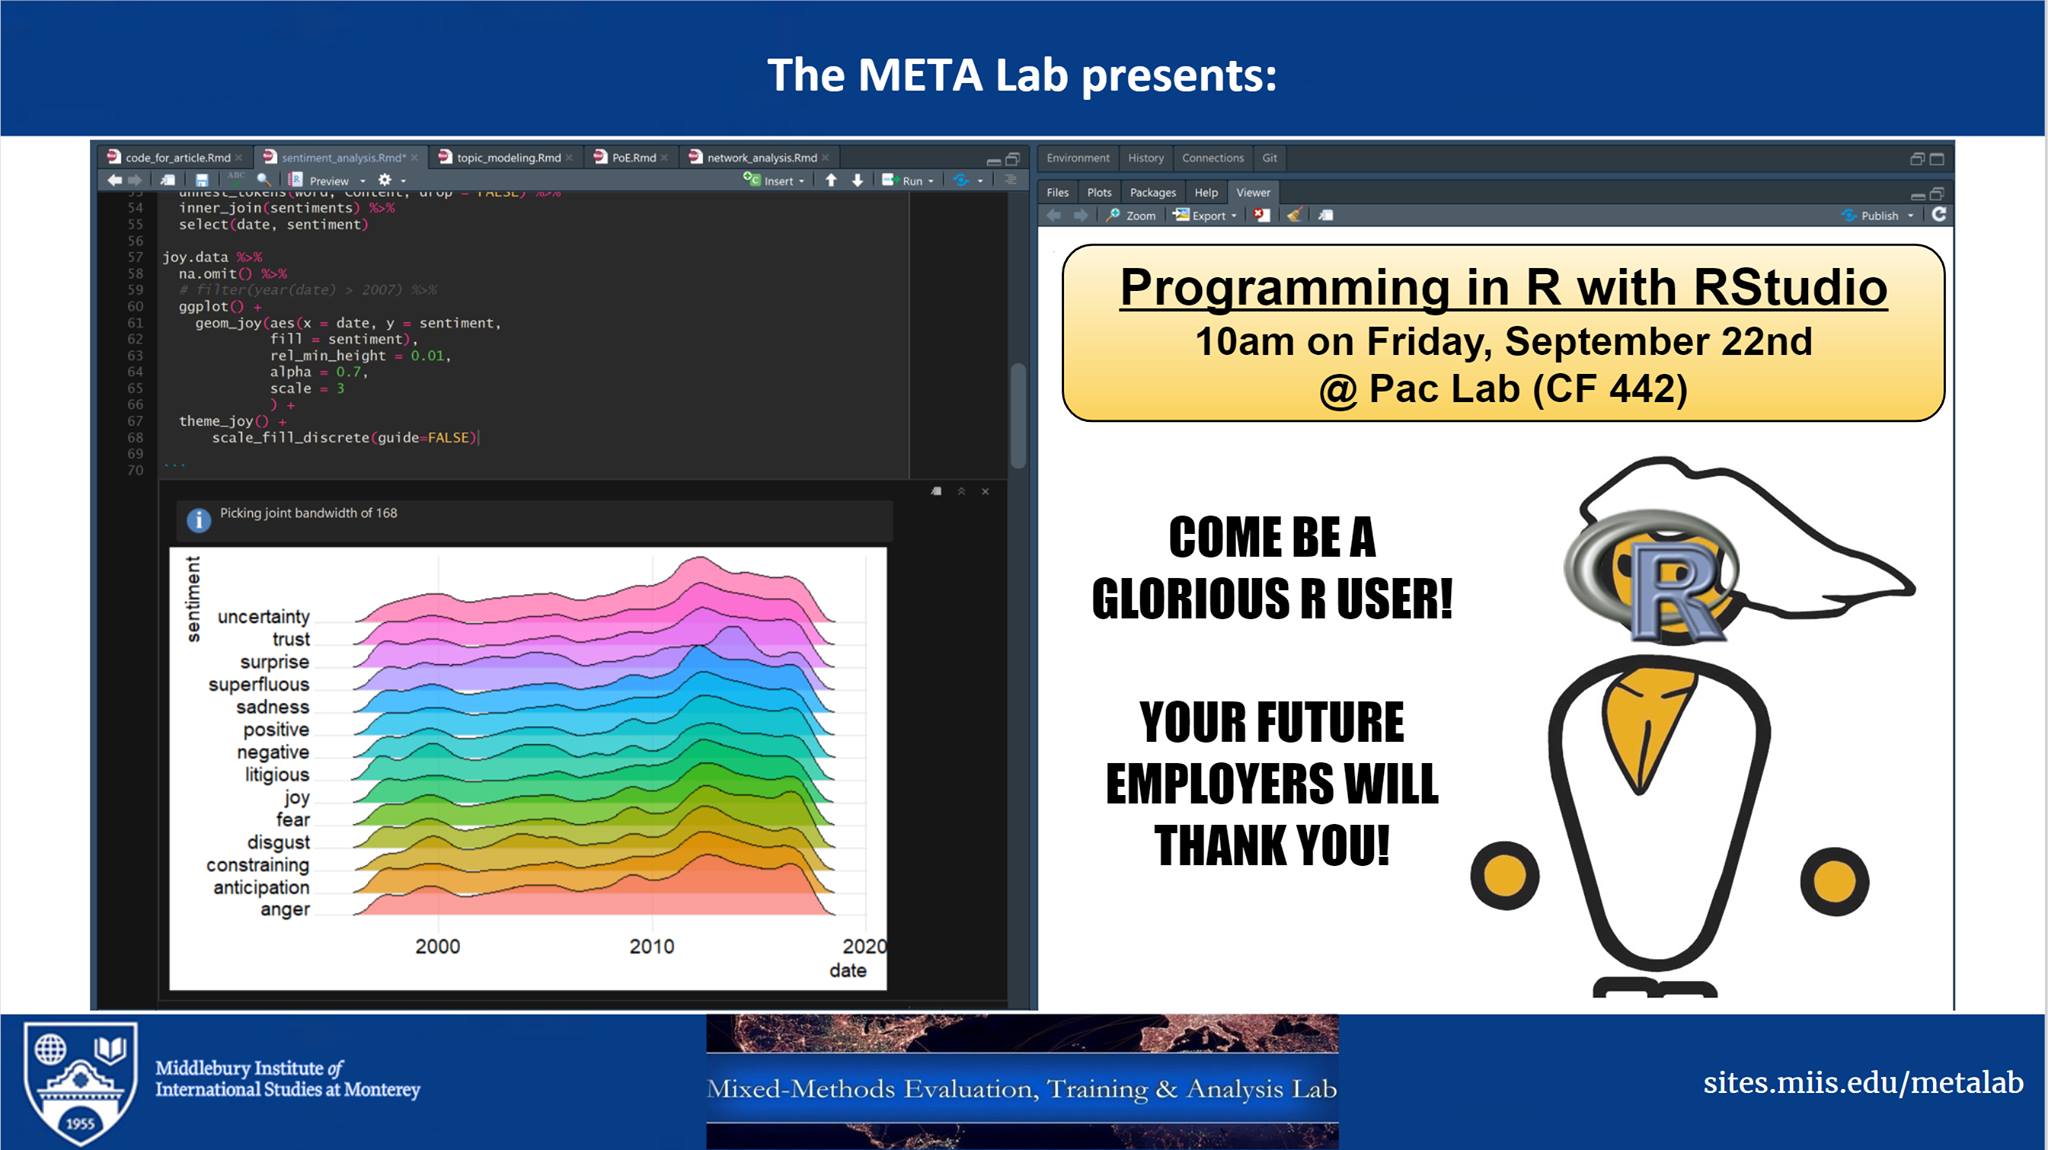 The META Lab presents:
code_for_article.Rmd
sentiment_analysis.Rmd*
topic_modeling.Rmd
PoE.Rmd
network_analysis.Rmd
ABC
Preview
Insert
Run
unnest_tokens(word, Content, drop = FALSE) %>%
54 inner_join(sentiments) %>%
55 select(date, sentiment)
56
57 joy.data %>%
58 na.omit() %>%
59 # filter(year(date) > 2007) %>%
60 ggplot() +
61 geom_joy(aes(x = date, y = sentiment,
62 fill = sentiment),
63 rel_min_height = 0.01,
64 alpha = 0.7,
65 scale = 3
66 ) +
67 theme_joy() +
68 scale_fill_discrete(guide=FALSE)
69
70 ```
Picking joint bandwidth of 168
sentiment
uncertainty
trust
surprise
superfluous
sadness
positive
negative
litigious
joy
fear
disgust
constraining
anticipation
anger
2000 2010 2020
date
Environment History Connections Git
Files Plots Packages Help Viewer
Zoom Export Publish
Programming in R with RStudio
10am on Friday, September 22nd
@ Pac Lab (CF 442)
COME BE A
GLORIOUS R USER!
YOUR FUTURE
EMPLOYERS WILL
THANK YOU!
R
1955
Middlebury Institute of
International Studies at Monterey
Mixed-Methods Evaluation, Training & Analysis Lab
sites.miis.edu/metalab